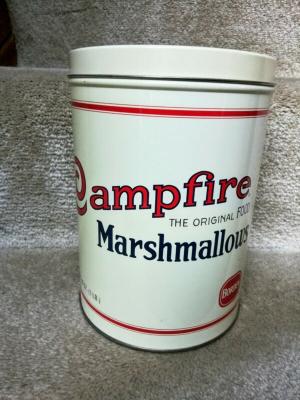 Campfire
THE ORIGINAL FOOD
Marshmallows